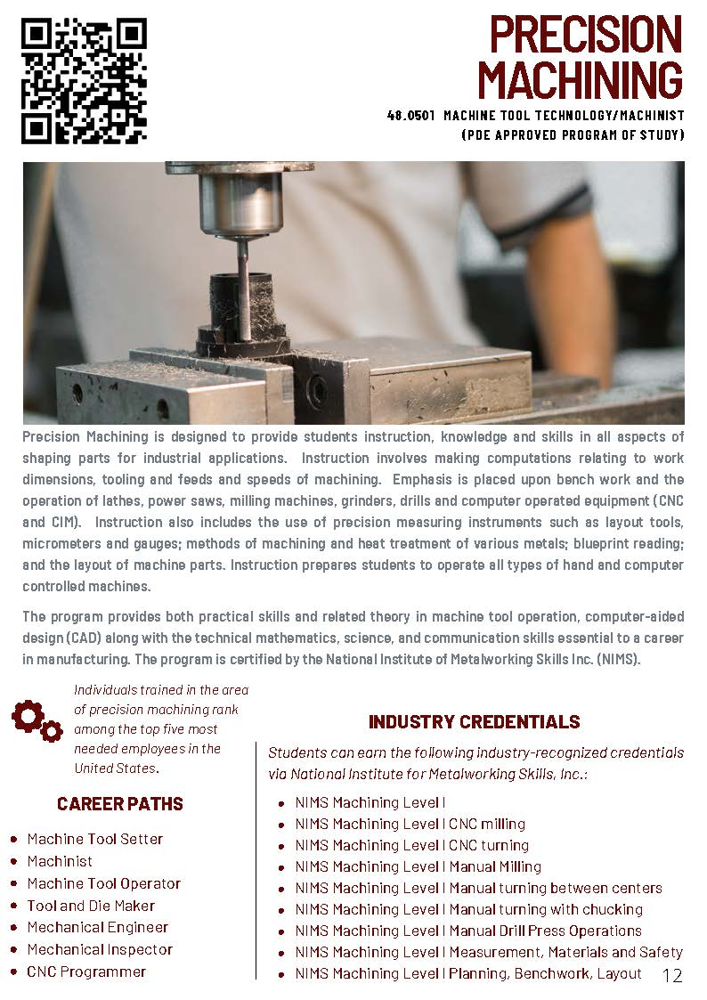 PRECISION
MACHINING
48.0501 MACHINE TOOL TECHNOLOGY/MACHINIST
(PDE APPROVED PROGRAM OF STUDY)
Precision Machining is designed to provide students instruction, knowledge and skills in all aspects of
shaping parts for industrial applications. Instruction involves making computations relating to work
dimensions, tooling and feeds and speeds of machining. Emphasis is placed upon bench work and the
operation of lathes, power saws, milling machines, grinders, drills and computer operated equipment (CNC
and CIM). Instruction also includes the use of precision measuring instruments such as layout tools,
micrometers and gauges; methods of machining and heat treatment of various metals; blueprint reading;
and the layout of machine parts. Instruction prepares students to operate all types of hand and computer
controlled machines.
The program provides both practical skills and related theory in machine tool operation, computer-aided
design (CAD) along with the technical mathematics, science, and communication skills essential to a career
in manufacturing. The program is certified by the National Institute of Metalworking Skills Inc. (NIMS).
Individuals trained in the area
of precision machining rank
among the top five most
needed employees in the
United States.
CAREER PATHS
• Machine Tool Setter
• Machinist
• Machine Tool Operator
• Tool and Die Maker
• Mechanical Engineer
• Mechanical Inspector
• CNC Programmer
INDUSTRY CREDENTIALS
Students can earn the following industry-recognized credentials
via National Institute for Metalworking Skills, Inc.:
• NIMS Machining Level I
• NIMS Machining Level I CNC milling
• NIMS Machining Level I CNC turning
• NIMS Machining Level I Manual Milling
• NIMS Machining Level I Manual turning between centers
• NIMS Machining Level I Manual turning with chucking
• NIMS Machining Level I Manual Drill Press Operations
• NIMS Machining Level I Measurement, Materials and Safety
• NIMS Machining Level I Planning, Benchwork, Layout
12